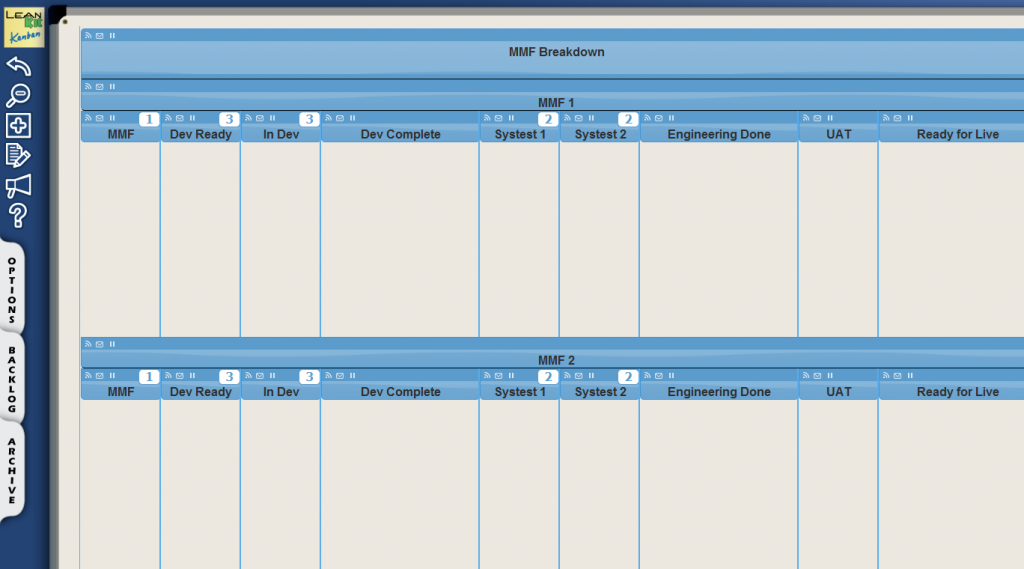 LEAN
Kit
Kanban
MMF Breakdown
MMF 1
1 3 3 2 2
MMF Dev Ready In Dev Dev Complete Systest 1 Systest 2 Engineering Done UAT Ready for Live
MMF 2
1 3 3 2 2
MMF Dev Ready In Dev Dev Complete Systest 1 Systest 2 Engineering Done UAT Ready for Live
OPTIONS
BACKLOG
ARCHIVE